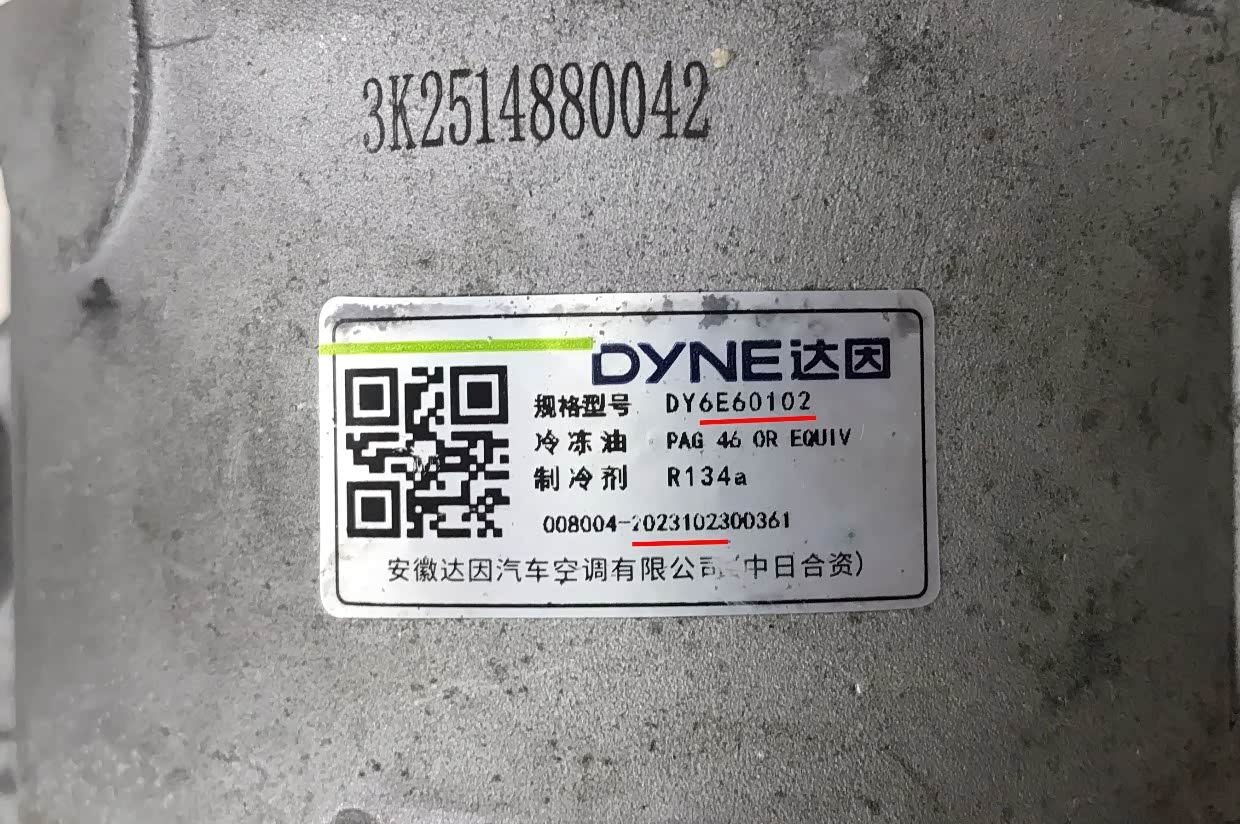 3K2514880042
DYNE达因
规格型号 DY6E60102
冷冻油 PAG 46 OR EQUIV
制冷剂 R134a
008004-2023102300361
安徽达因汽车空调有限公司(中日合资)